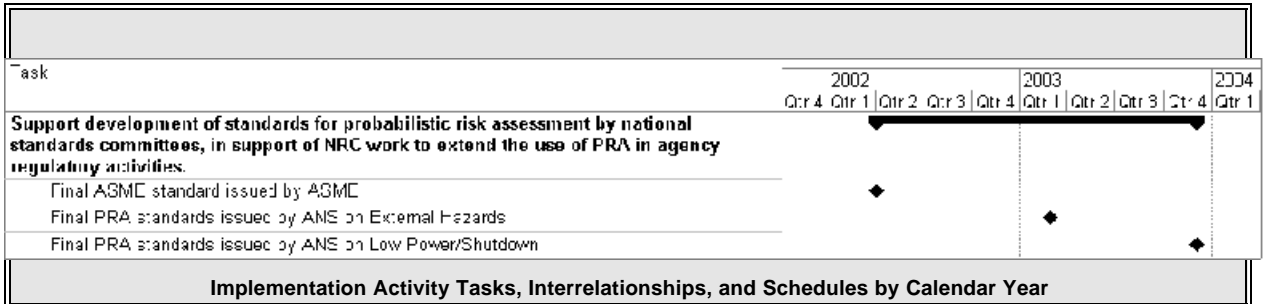 Task
2002 2003 2004
Qtr 4 Qtr 1 Qtr 2 Qtr 3 Qtr 4 Qtr 1 Qtr 2 Qtr 3 Qtr 4 Qtr 1
Support development of standards for probabilistic risk assessment by national
standards committees, in support of NRC work to extend the use of PRA in agency
regulatory activities.
Final ASME standard issued by ASME
Final PRA standards issued by ANS on External Hazards
Final PRA standards issued by ANS on Low Power/Shutdown
Implementation Activity Tasks, Interrelationships, and Schedules by Calendar Year